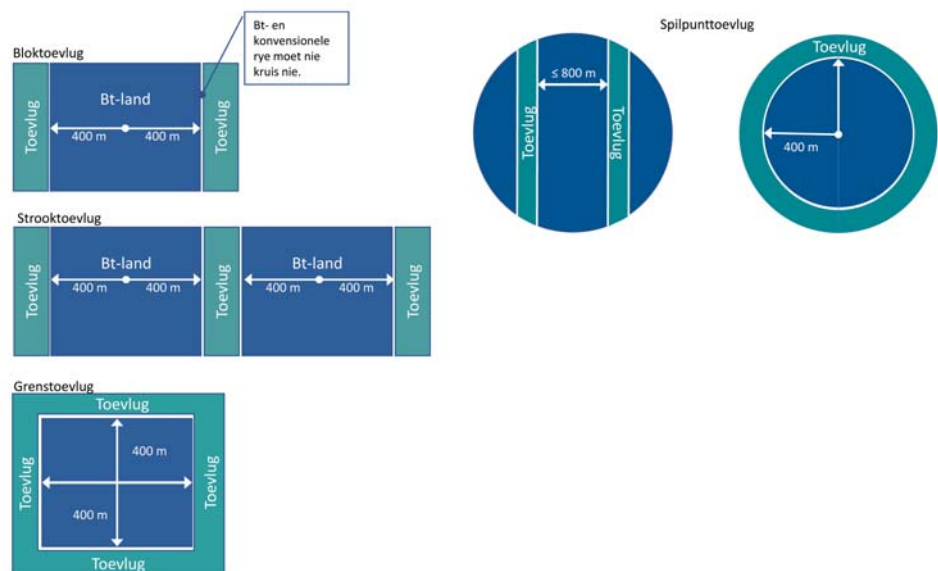 Bloktoevlug
Bt- en
konvensionele
rye moet nie
kruis nie.
Toevlug
Bt-land
400 m
400 m
Toevlug
Strooktoevlug
Toevlug
Bt-land
400 m
400 m
Toevlug
Bt-land
400 m
400 m
Toevlug
Grenstoevlug
Toevlug
Toevlug
400 m
400 m
Toevlug
Toevlug
Spilpunttoevlug
≤ 800 m
Toevlug
Toevlug
Toevlug
400 m